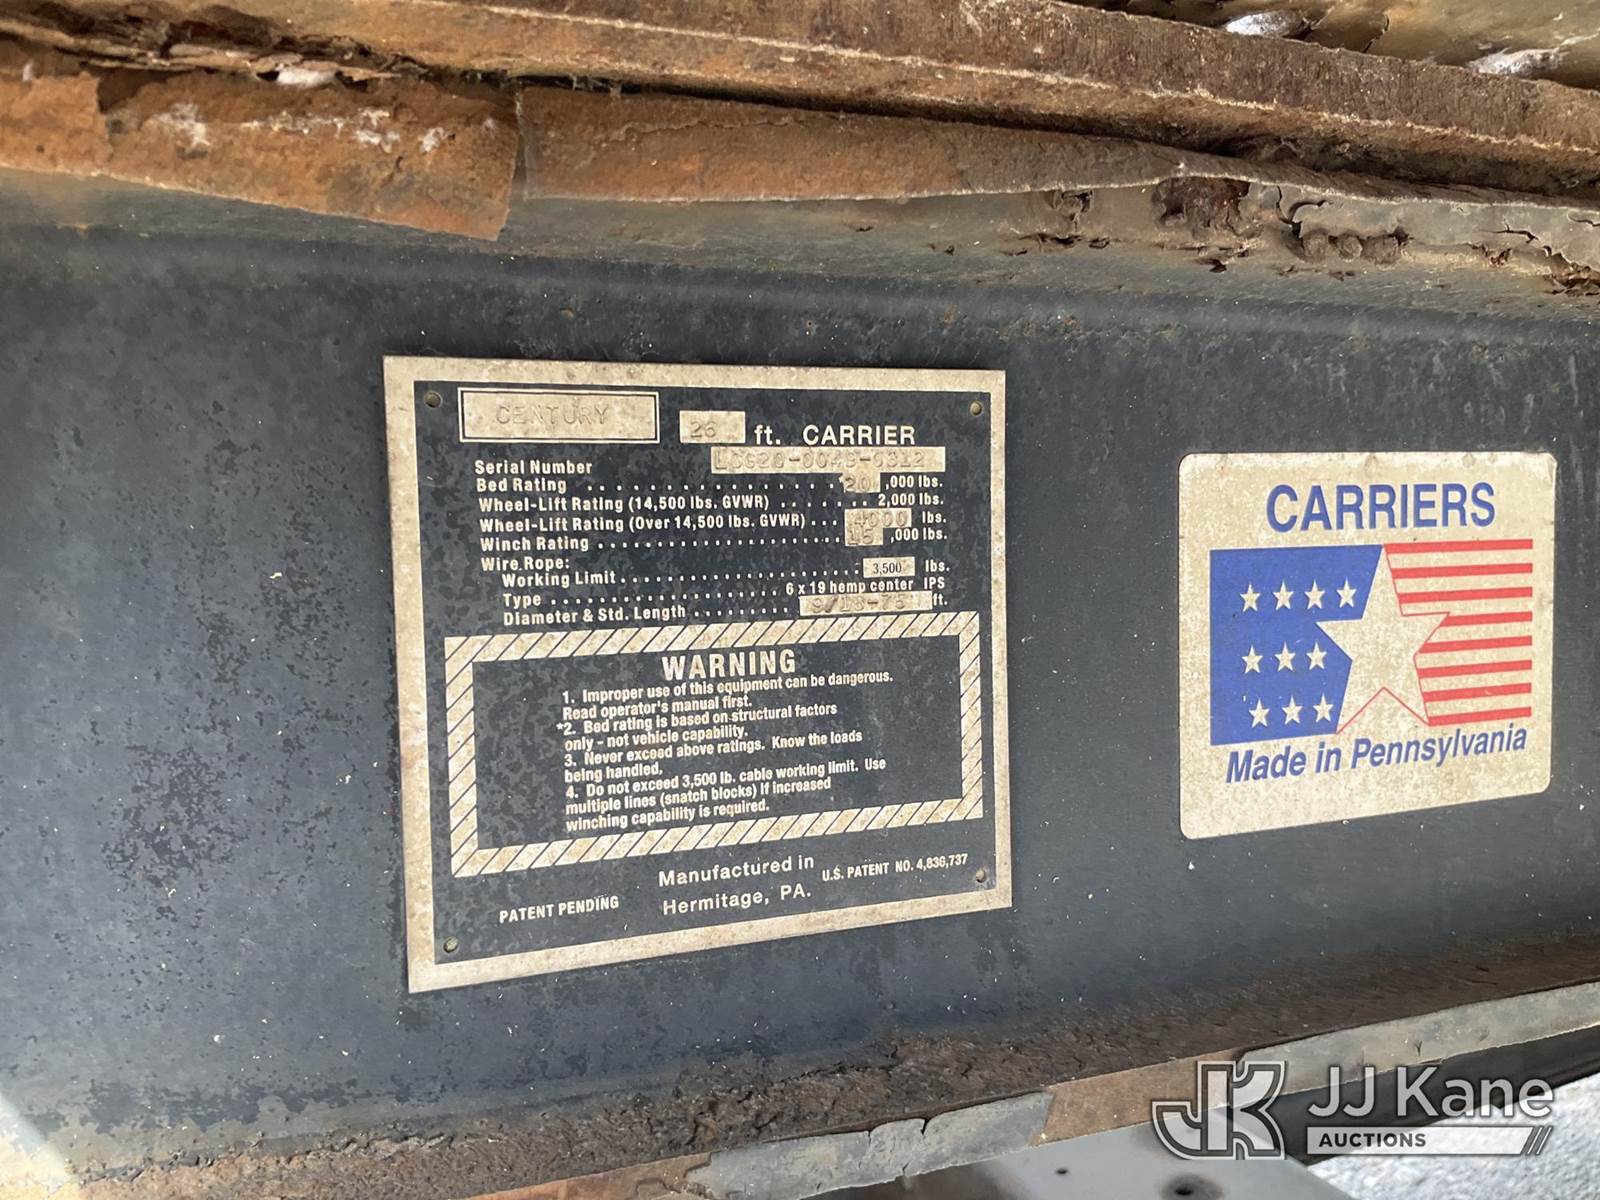 CENTURY 26 ft. CARRIER
Serial Number
Bed Rating . . . . . . . . . . . . . . . . . . . . *20 ,000 lbs.
Wheel-Lift Rating (14,500 lbs. GVWR) . . . . . . . 2,000 lbs.
Wheel-Lift Rating (Over 14,500 lbs. GVWR) . . . 4000 lbs.
Winch Rating . . . . . . . . . . . . . . . . . . . . . . 15 ,000 lbs.
Wire Rope:
Working Limit . . . . . . . . . . . . . . . . . . . . . . 3,500 lbs.
Type . . . . . . . . . . . . . . . . . . . . . 6 x 19 hemp center IPS
Diameter & Std. Length . . . . . . . . . ft.
WARNING
1. Improper use of this equipment can be dangerous.
Read operator's manual first.
*2. Bed rating is based on structural factors
only - not vehicle capability.
3. Never exceed above ratings. Know the loads
being handled.
4. Do not exceed 3,500 lb. cable working limit. Use
multiple lines (snatch blocks) if increased
winching capability is required.
PATENT PENDING
Manufactured in
Hermitage, PA.
U.S. PATENT NO. 4,836,737
CARRIERS
Made in Pennsylvania
JK JJ Kane
AUCTIONS